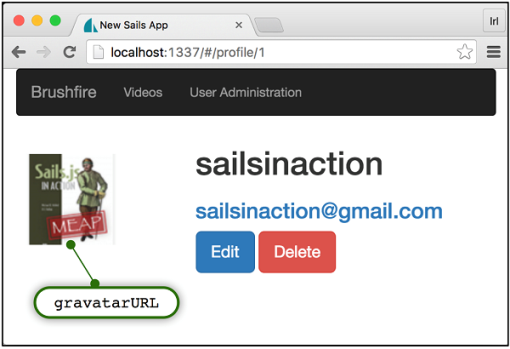 New Sails App
Irl
localhost:1337/#/profile/1
Brushfire Videos User Administration
Sails.js
IN ACTION
MEAP
sailsinaction
sailsinaction@gmail.com
Edit Delete
gravatarURL